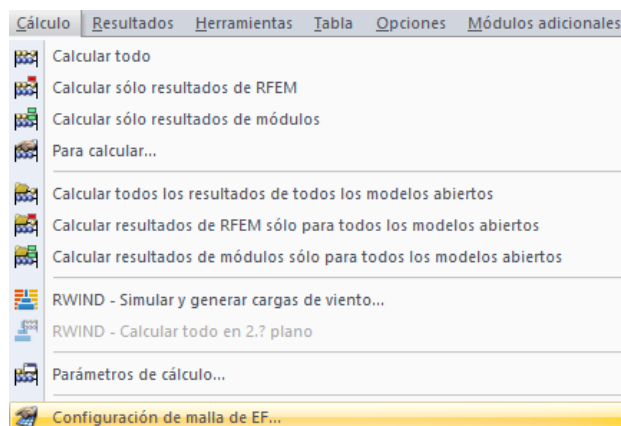 Cálculo Resultados Herramientas Tabla Opciones Módulos adicionales
Calcular todo
Calcular sólo resultados de RFEM
Calcular sólo resultados de módulos
Para calcular...
Calcular todos los resultados de todos los modelos abiertos
Calcular resultados de RFEM sólo para todos los modelos abiertos
Calcular resultados de módulos sólo para todos los modelos abiertos
RWIND - Simular y generar cargas de viento...
RWIND - Calcular todo en 2.? plano
Parámetros de cálculo...
Configuración de malla de EF...